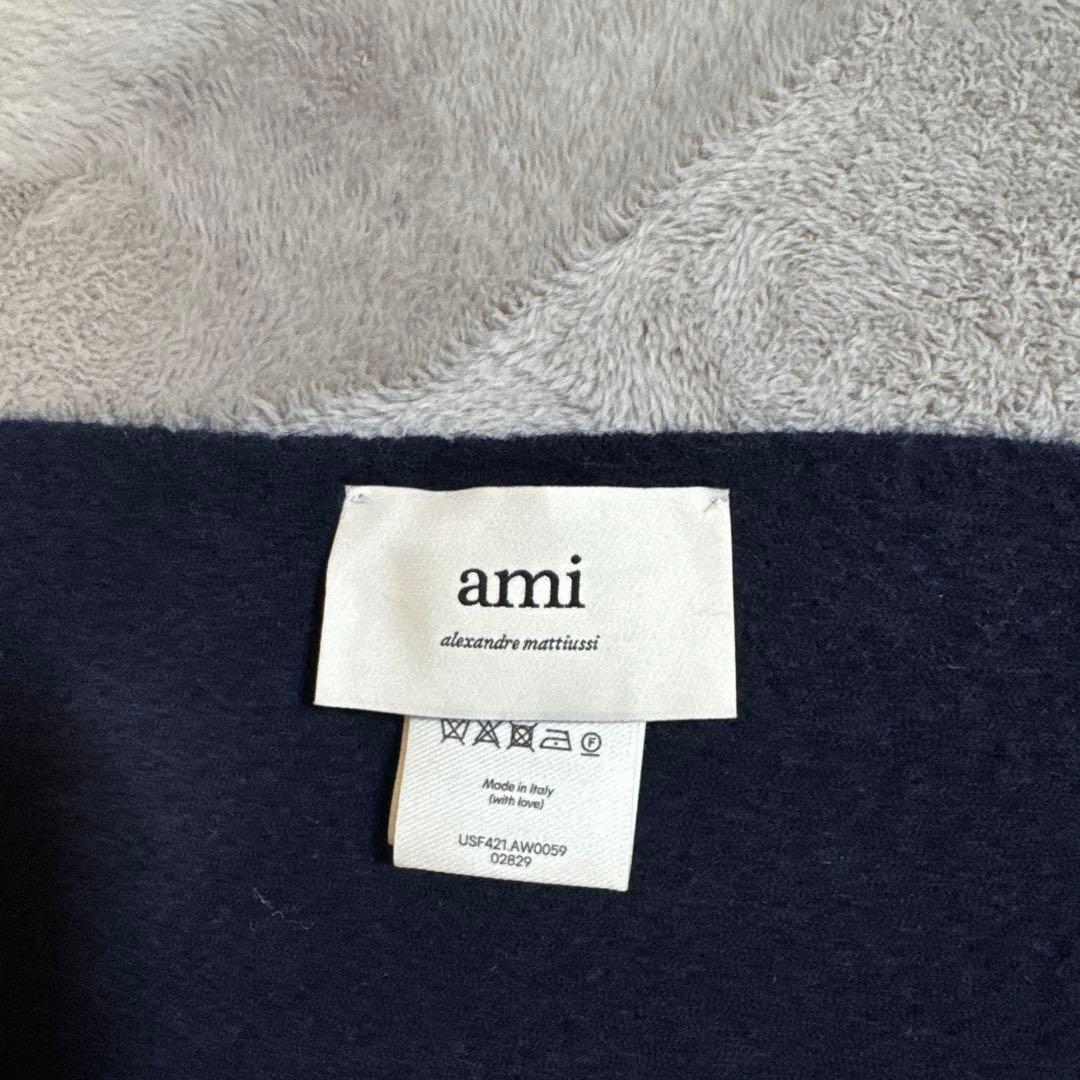 ami
alexandre mattiussi
F
Made in Italy
(with love)
USF421.AW0059
02829